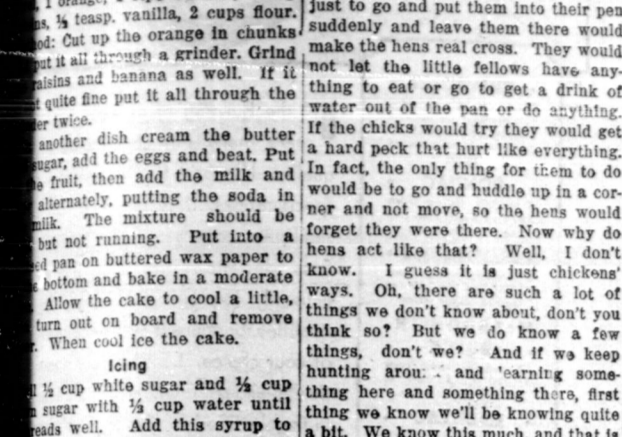 1 orange,
⅛ teasp. vanilla, 2 cups flour.
Cut up the orange in chunks
put it all through a grinder. Grind
raisins and banana as well. If it
quite fine put it all through the
twice.
another dish cream the butter
sugar, add the eggs and beat. Put
fruit, then add the milk and
alternately, putting the soda in
milk. The mixture should be
but not running. Put into a
pan on buttered wax paper to
bottom and bake in a moderate
Allow the cake to cool a little,
turn out on board and remove
When cool ice the cake.
Icing
½ cup white sugar and ½ cup
sugar with ½ cup water until
well. Add this syrup to
just to go and put them into their pen
suddenly and leave them there would
make the hens real cross. They would
not let the little fellows have any-
thing to eat or go to get a drink of
water out of the pan or do anything.
If the chicks would try they would get
a hard peck that hurt like everything.
In fact, the only thing for them to do
would be to go and huddle up in a cor-
ner and not move, so the hens would
forget they were there. Now why do
hens act like that? Well, I don't
know. I guess it is just chickens'
ways. Oh, there are such a lot of
things we don't know about, don't you
think so? But we do know a few
things, don't we? And if we keep
hunting and 'earning some-
thing here and something there, first
thing we know we'll be knowing quite
a bit. We know this much, and that is